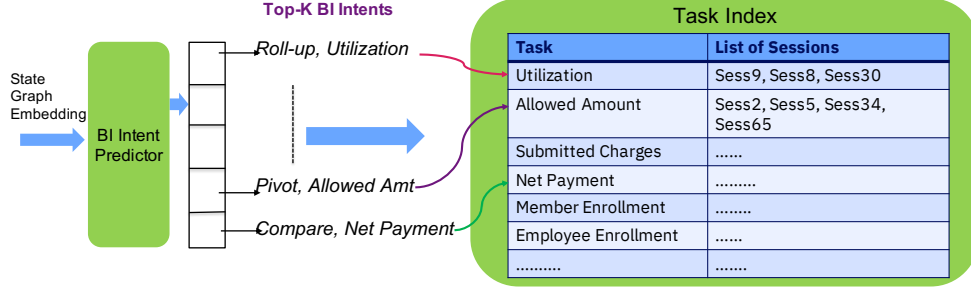 Top-K BI Intents
State
Graph
Embedding
BI Intent
Predictor
Roll-up, Utilization
Pivot, Allowed Amt
Compare, Net Payment
Task Index
Task List of Sessions
Utilization Sess9, Sess8, Sess30
Allowed Amount Sess2, Sess5, Sess34,
Sess65
Submitted Charges ......
Net Payment .........
Member Enrollment ........
Employee Enrollment ......
.......... .......